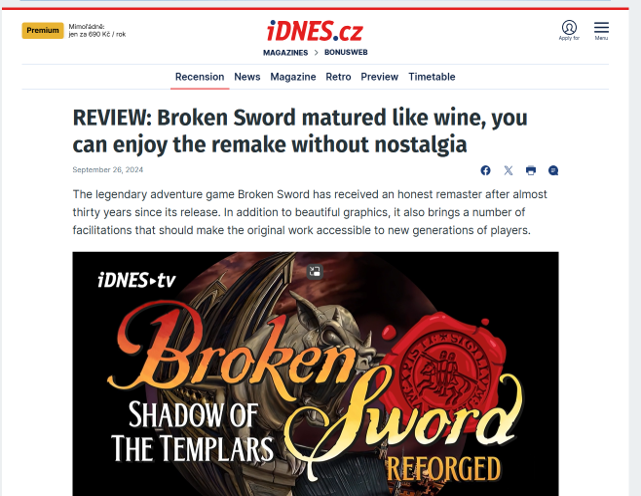 Premium
Mimořádně:
jen za 690 Kč / rok
iDNES.cz
MAGAZINES > BONUSWEB
Apply for
Menu
Recension News Magazine Retro Preview Timetable
REVIEW: Broken Sword matured like wine, you
can enjoy the remake without nostalgia
September 26, 2024
The legendary adventure game Broken Sword has received an honest remaster after almost
thirty years since its release. In addition to beautiful graphics, it also brings a number of
facilitations that should make the original work accessible to new generations of players.
iDNES tv
Broken
Sword
SHADOW OF
THE TEMPLARS
REFORGED